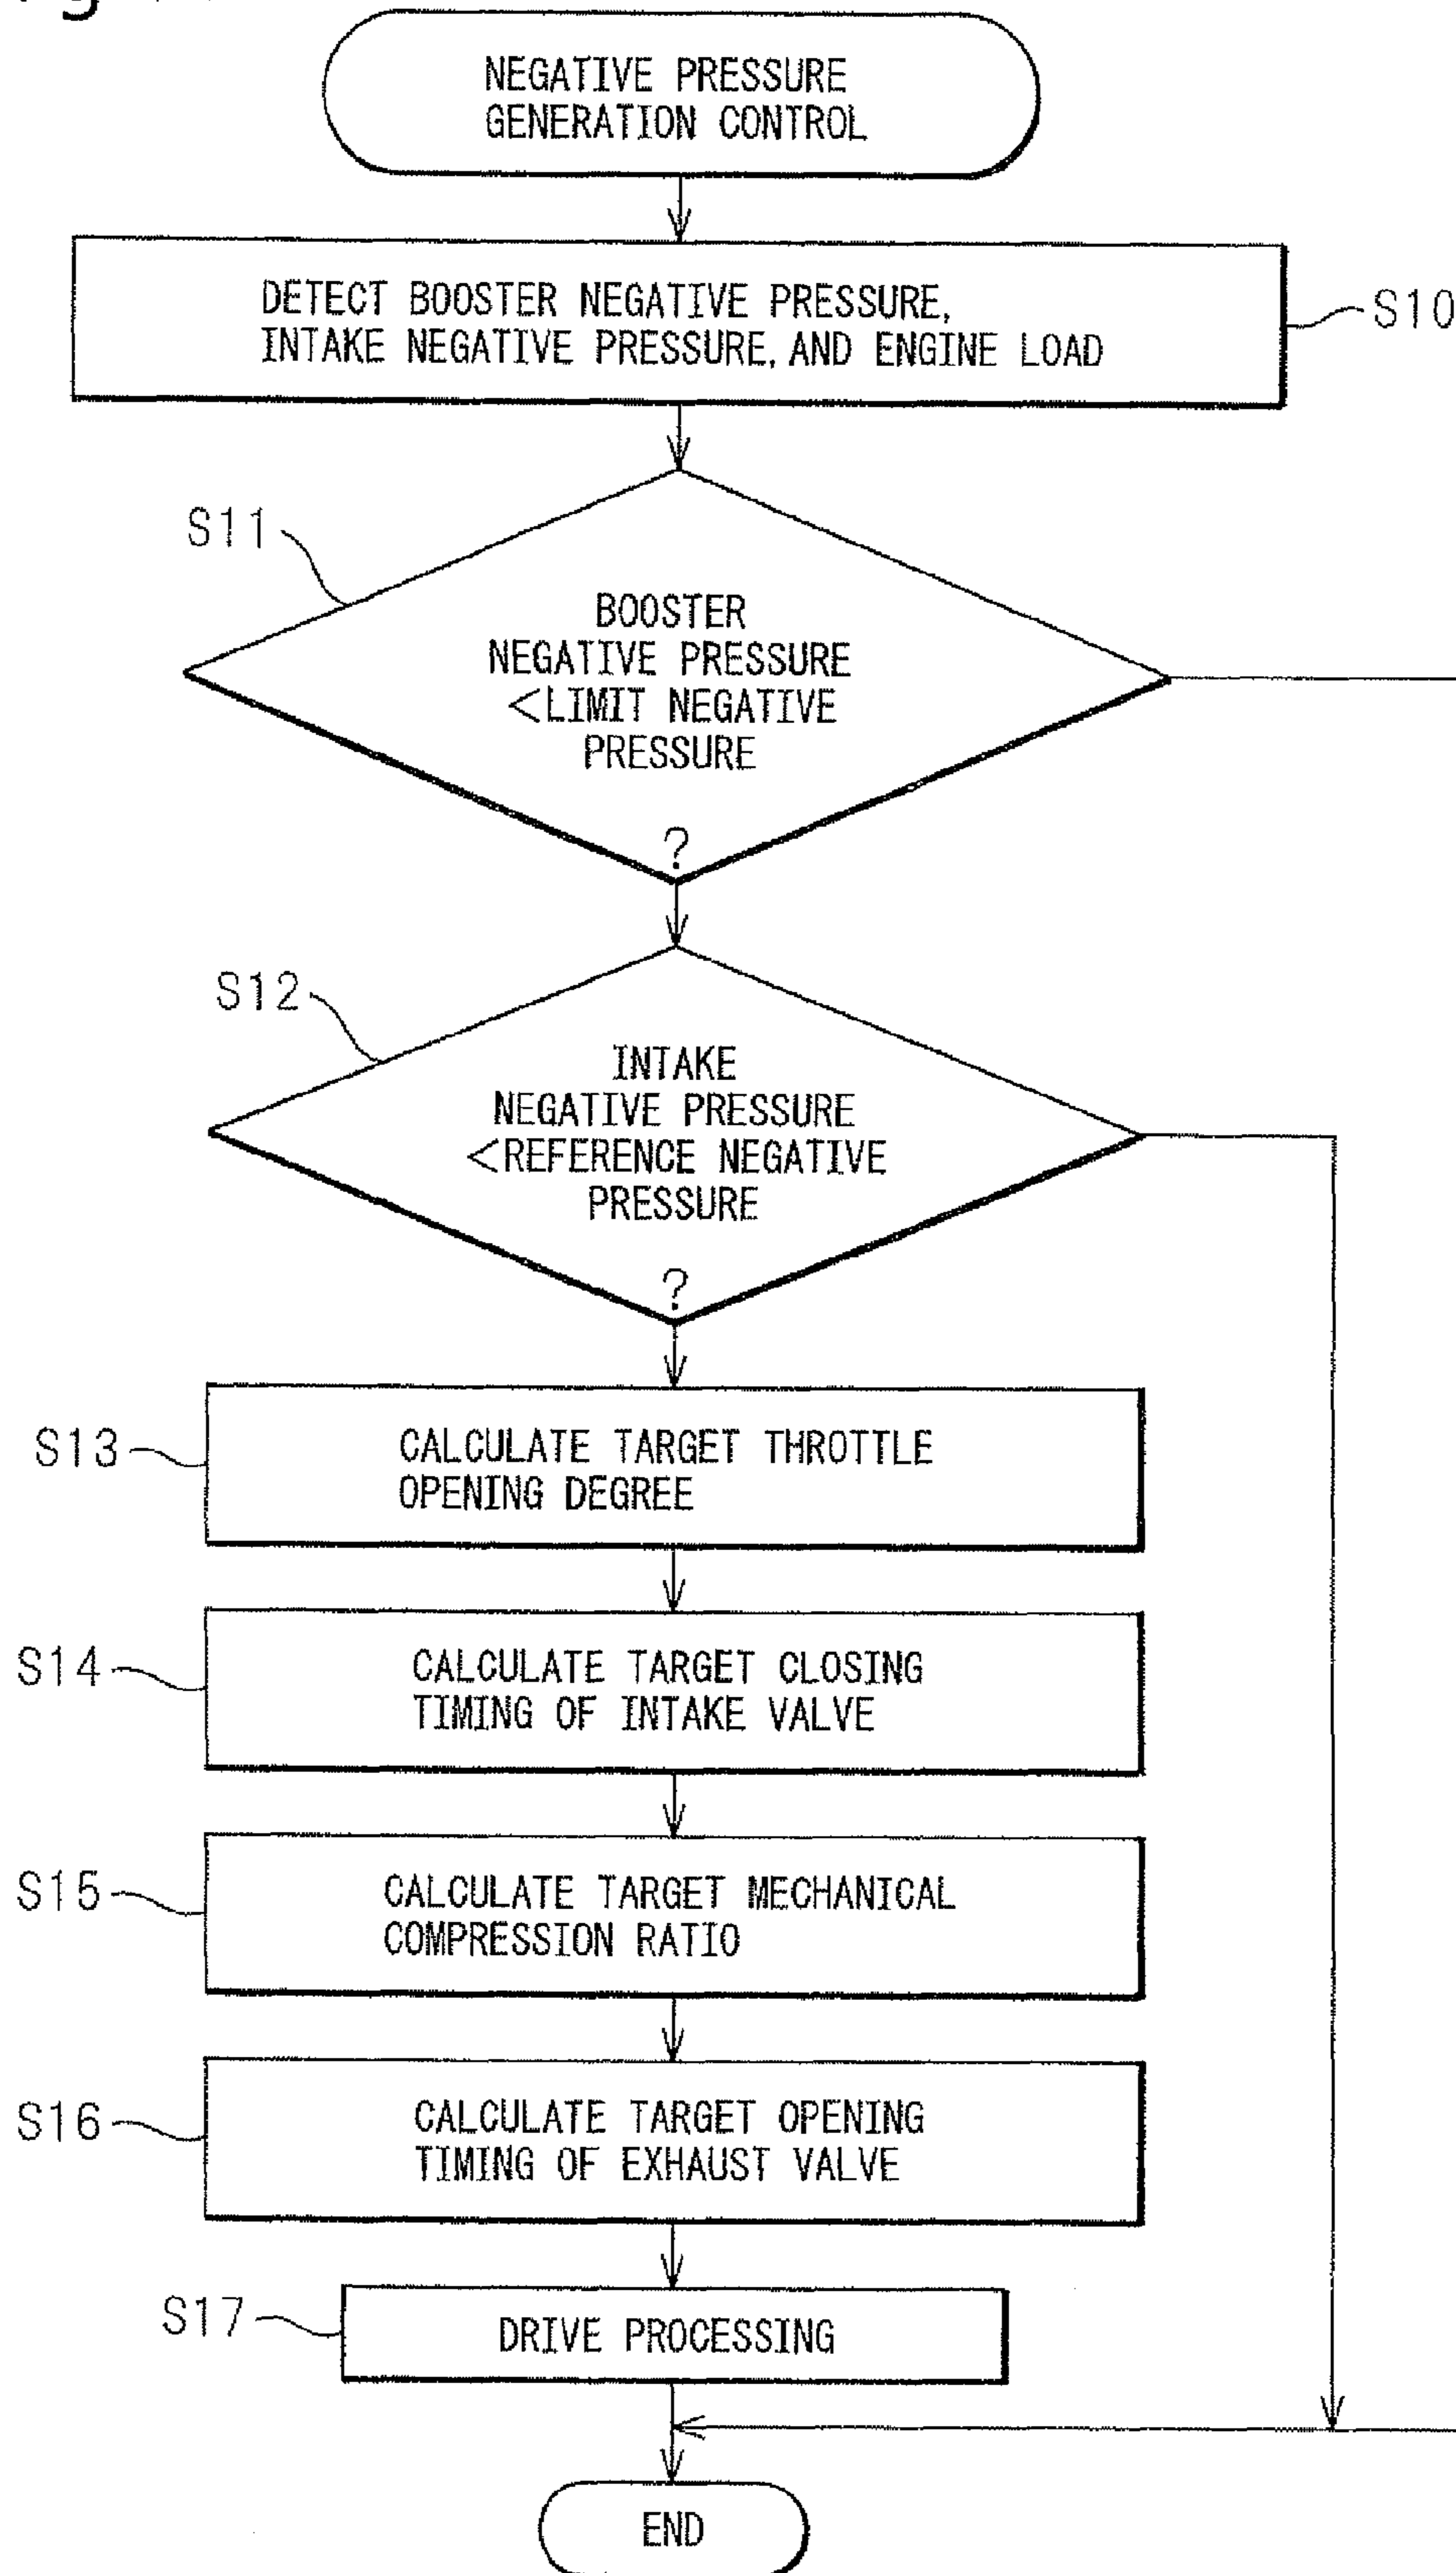 NEGATIVE PRESSURE
GENERATION CONTROL
DETECT BOOSTER NEGATIVE PRESSURE,
INTAKE NEGATIVE PRESSURE, AND ENGINE LOAD
S10
S11
BOOSTER
NEGATIVE PRESSURE
<LIMIT NEGATIVE
PRESSURE
?
S12
INTAKE
NEGATIVE PRESSURE
<REFERENCE NEGATIVE
PRESSURE
?
S13
CALCULATE TARGET THROTTLE
OPENING DEGREE
S14
CALCULATE TARGET CLOSING
TIMING OF INTAKE VALVE
S15
CALCULATE TARGET MECHANICAL
COMPRESSION RATIO
S16
CALCULATE TARGET OPENING
TIMING OF EXHAUST VALVE
S17
DRIVE PROCESSING
END